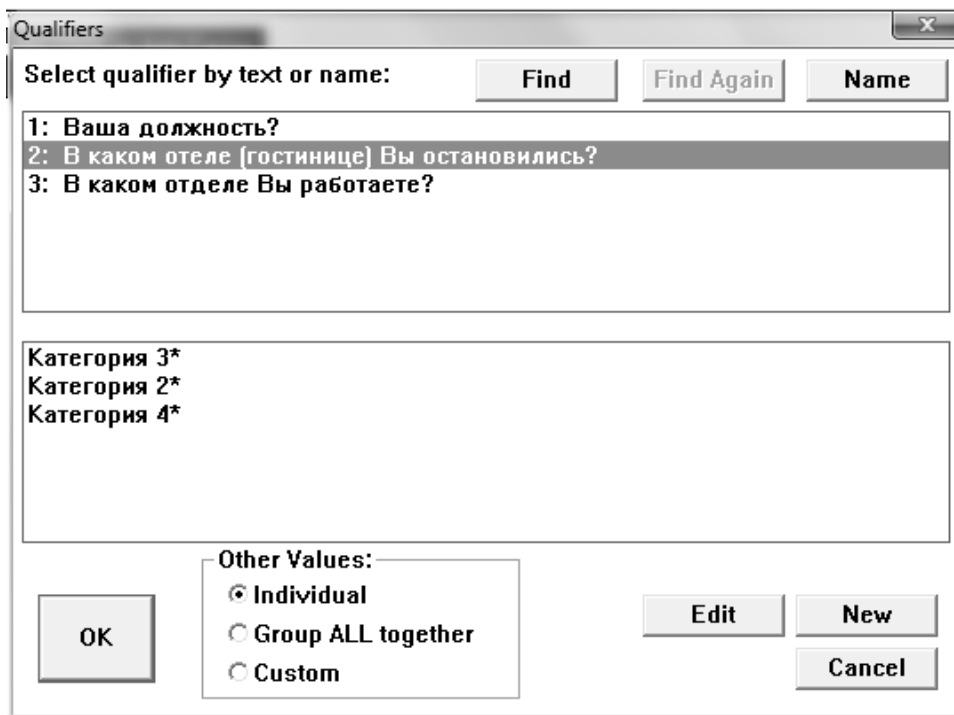 Qualifiers
Select qualifier by text or name:
Find
Find Again
Name
1: Ваша должность?
2: В каком отеле (гостинице) Вы остановились?
3: В каком отделе Вы работаете?
Категория 3*
Категория 2*
Категория 4*
Other Values:
Individual
Group ALL together
Custom
OK
Edit
New
Cancel